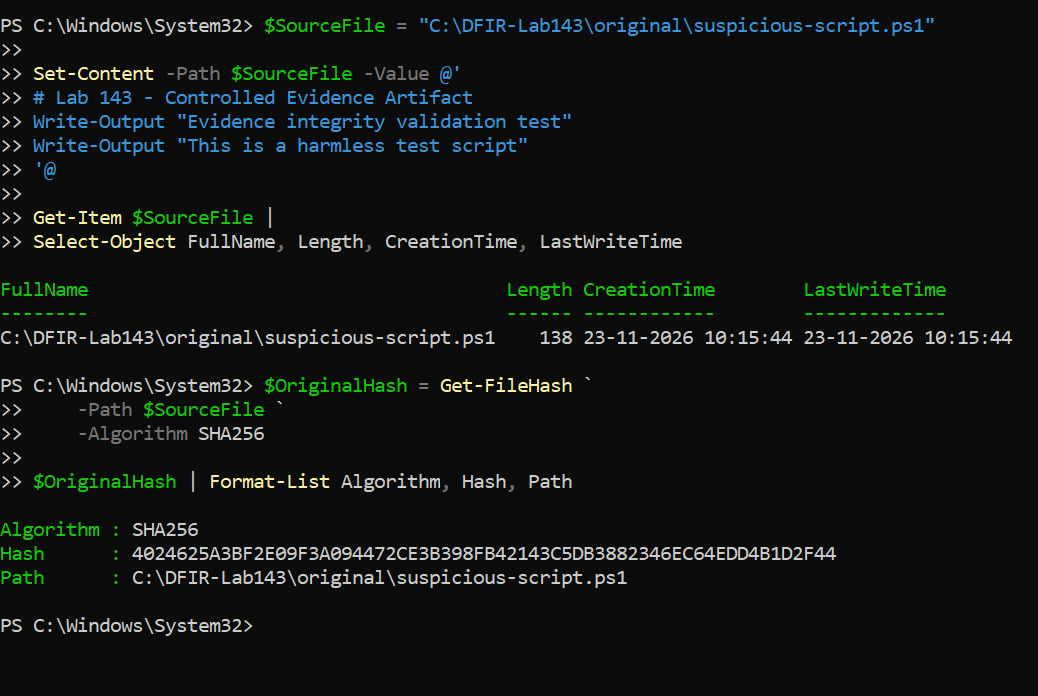 PS C:\Windows\System32> $SourceFile = "C:\DFIR-Lab143\original\suspicious-script.ps1"
>>
>> Set-Content -Path $SourceFile -Value @'
>> # Lab 143 - Controlled Evidence Artifact
>> Write-Output "Evidence integrity validation test"
>> Write-Output "This is a harmless test script"
>> '@
>>
>> Get-Item $SourceFile |
>> Select-Object FullName, Length, CreationTime, LastWriteTime
FullName Length CreationTime LastWriteTime
-------- ------ ------------ -------------
C:\DFIR-Lab143\original\suspicious-script.ps1 138 23-11-2026 10:15:44 23-11-2026 10:15:44
PS C:\Windows\System32> $OriginalHash = Get-FileHash `
>>     -Path $SourceFile `
>>     -Algorithm SHA256
>>
>> $OriginalHash | Format-List Algorithm, Hash, Path
Algorithm : SHA256
Hash      : 4024625A3BF2E09F3A094472CE3B398FB42143C5DB3882346EC64EDD4B1D2F44
Path      : C:\DFIR-Lab143\original\suspicious-script.ps1
PS C:\Windows\System32>